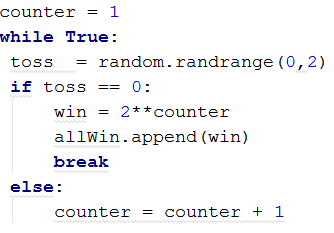 counter = 1
while True:
 toss  = random.randrange(0,2)
 if toss == 0:
     win = 2**counter
     allWin.append(win)
     break
 else:
     counter = counter + 1